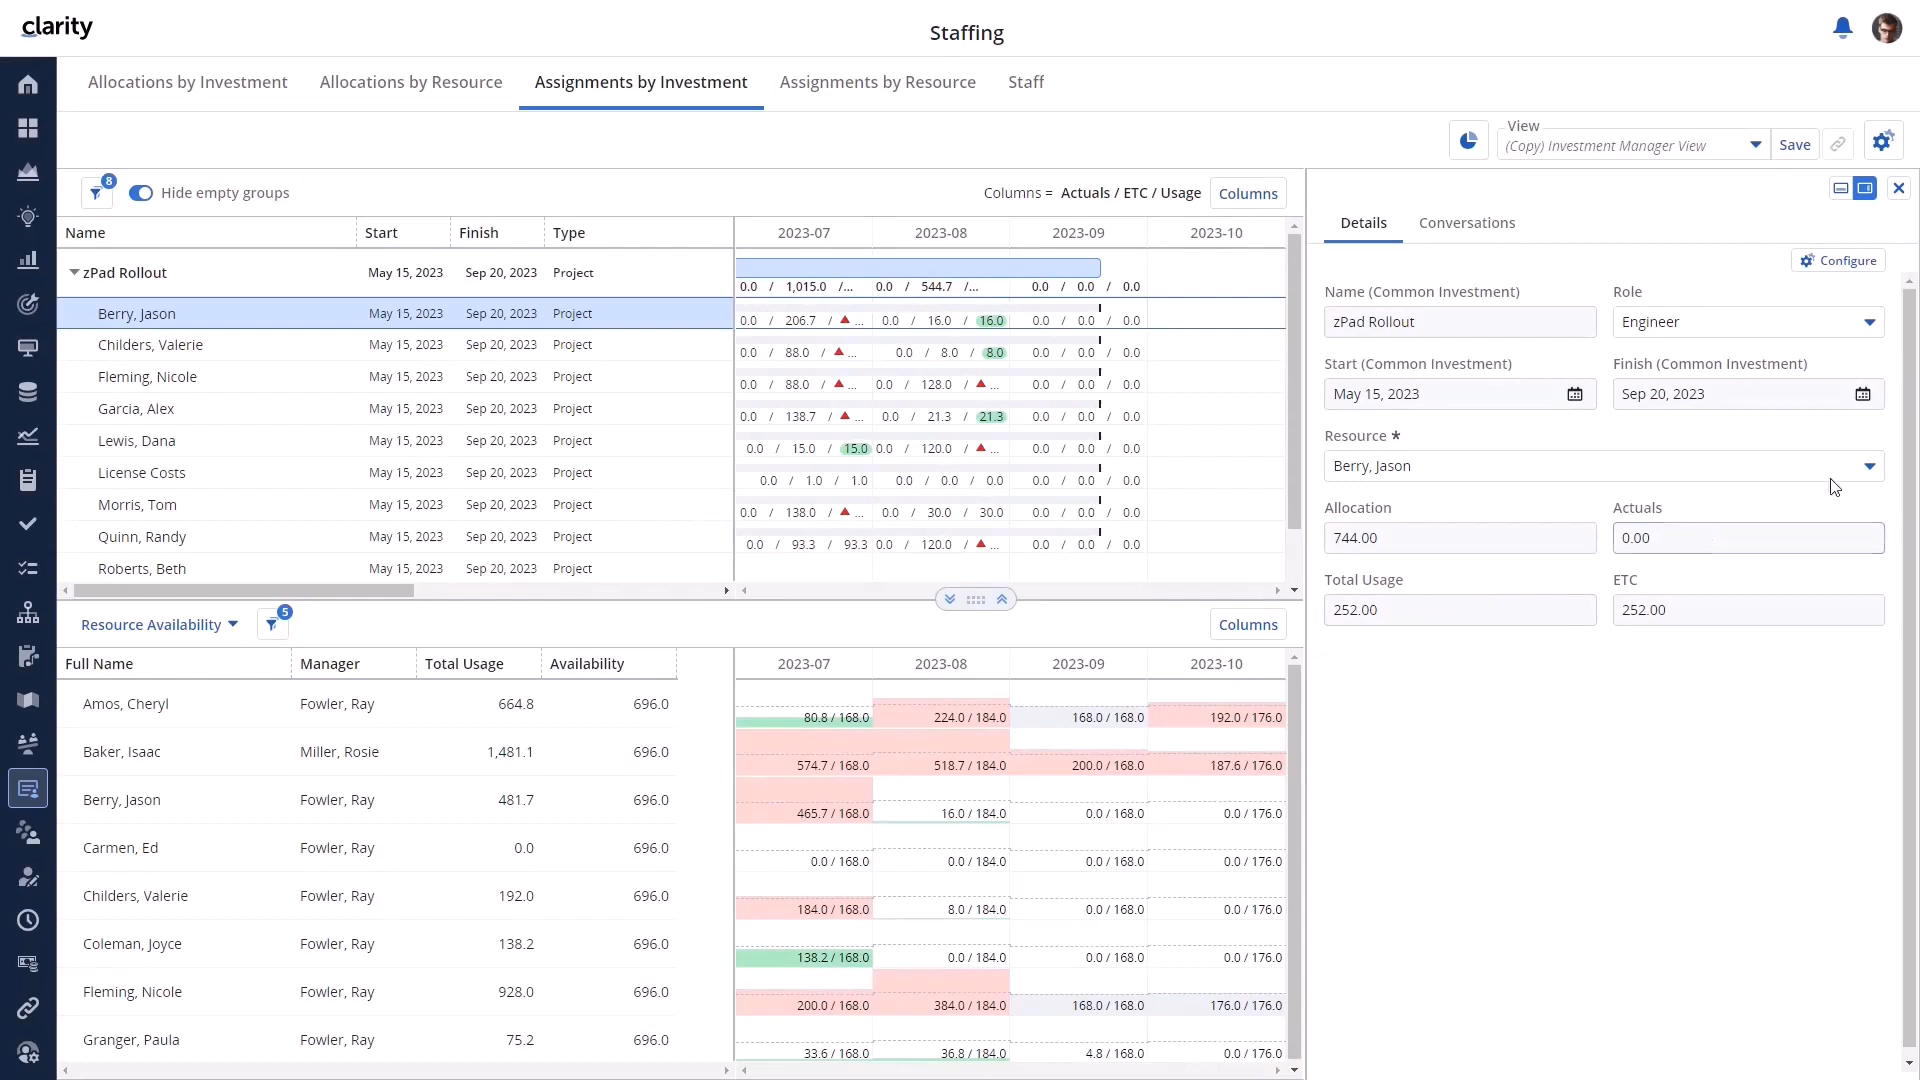 clarity
Staffing
Allocations by Investment
Allocations by Resource
Assignments by Investment
Assignments by Resource
Staff
View
(Copy) Investment Manager View
Save
8
Hide empty groups
Columns = Actuals / ETC / Usage
Columns
Name Start Finish Type 2023-07 2023-08 2023-09 2023-10
zPad Rollout May 15, 2023 Sep 20, 2023 Project 0.0 / 1,015.0 /... 0.0 / 544.7 /... 0.0 / 0.0 / 0.0
Berry, Jason May 15, 2023 Sep 20, 2023 Project 0.0 / 206.7 / ... 0.0 / 16.0 / 16.0 0.0 / 0.0 / 0.0
Childers, Valerie May 15, 2023 Sep 20, 2023 Project 0.0 / 88.0 / ... 0.0 / 8.0 / 8.0 0.0 / 0.0 / 0.0
Fleming, Nicole May 15, 2023 Sep 20, 2023 Project 0.0 / 88.0 / ... 0.0 / 128.0 / ... 0.0 / 0.0 / 0.0
Garcia, Alex May 15, 2023 Sep 20, 2023 Project 0.0 / 138.7 / ... 0.0 / 21.3 / 21.3 0.0 / 0.0 / 0.0
Lewis, Dana May 15, 2023 Sep 20, 2023 Project 0.0 / 15.0 / 15.0 0.0 / 120.0 / ... 0.0 / 0.0 / 0.0
License Costs May 15, 2023 Sep 20, 2023 Project 0.0 / 1.0 / 1.0 0.0 / 0.0 / 0.0 0.0 / 0.0 / 0.0
Morris, Tom May 15, 2023 Sep 20, 2023 Project 0.0 / 138.0 / ... 0.0 / 30.0 / 30.0 0.0 / 0.0 / 0.0
Quinn, Randy May 15, 2023 Sep 20, 2023 Project 0.0 / 93.3 / 93.3 0.0 / 120.0 / ... 0.0 / 0.0 / 0.0
Roberts, Beth May 15, 2023 Sep 20, 2023 Project
Resource Availability
5
Columns
Full Name Manager Total Usage Availability 2023-07 2023-08 2023-09 2023-10
Amos, Cheryl Fowler, Ray 664.8 696.0 80.8 / 168.0 224.0 / 184.0 168.0 / 168.0 192.0 / 176.0
Baker, Isaac Miller, Rosie 1,481.1 696.0 574.7 / 168.0 518.7 / 184.0 200.0 / 168.0 187.6 / 176.0
Berry, Jason Fowler, Ray 481.7 696.0 465.7 / 168.0 16.0 / 184.0 0.0 / 168.0 0.0 / 176.0
Carmen, Ed Fowler, Ray 0.0 696.0 0.0 / 168.0 0.0 / 184.0 0.0 / 168.0 0.0 / 176.0
Childers, Valerie Fowler, Ray 192.0 696.0 184.0 / 168.0 8.0 / 184.0 0.0 / 168.0 0.0 / 176.0
Coleman, Joyce Fowler, Ray 138.2 696.0 138.2 / 168.0 0.0 / 184.0 0.0 / 168.0 0.0 / 176.0
Fleming, Nicole Fowler, Ray 928.0 696.0 200.0 / 168.0 384.0 / 184.0 168.0 / 168.0 176.0 / 176.0
Granger, Paula Fowler, Ray 75.2 696.0 33.6 / 168.0 36.8 / 184.0 4.8 / 168.0 0.0 / 176.0
Details Conversations
Configure
Name (Common Investment) Role
zPad Rollout Engineer
Start (Common Investment) Finish (Common Investment)
May 15, 2023 Sep 20, 2023
Resource *
Berry, Jason
Allocation Actuals
744.00 0.00
Total Usage ETC
252.00 252.00